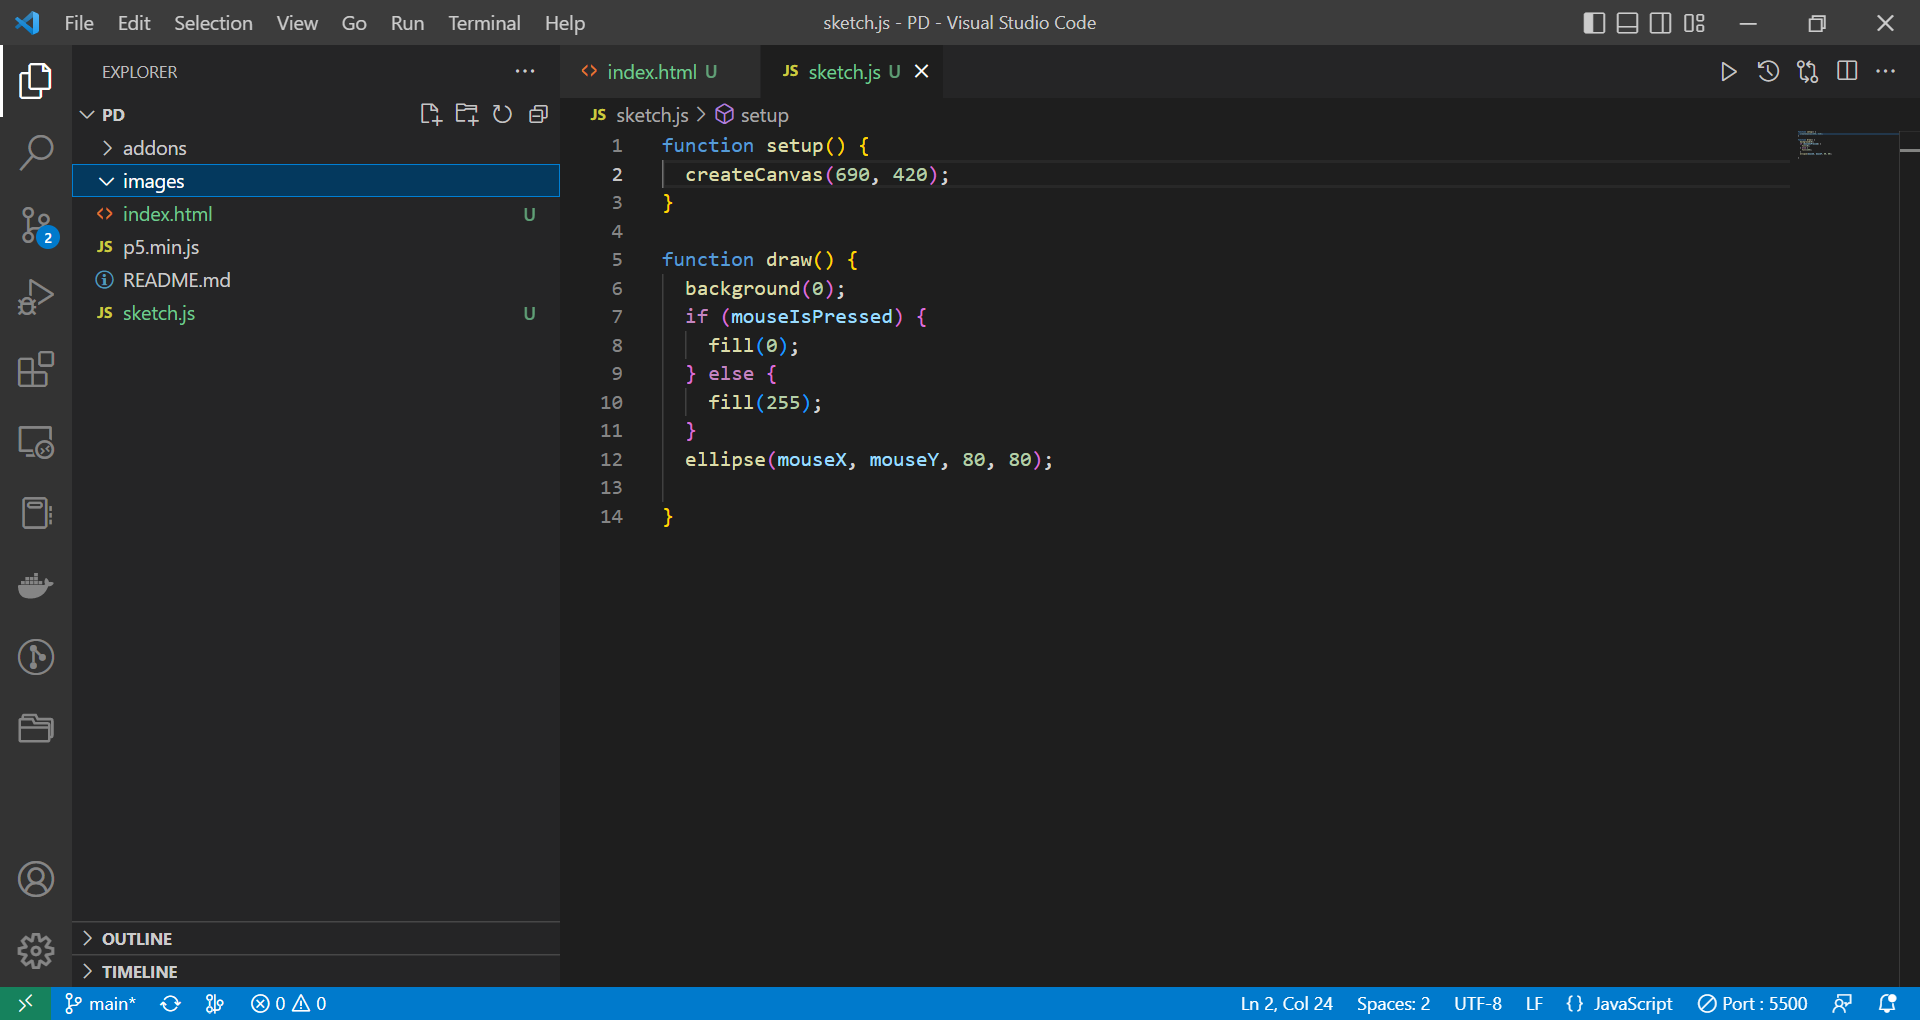 File Edit Selection View Go Run Terminal Help
sketch.js - PD - Visual Studio Code
EXPLORER
PD
addons
images
index.html U
p5.min.js
README.md
sketch.js U
OUTLINE
TIMELINE
2
index.html U
JS sketch.js U
JS sketch.js > setup
1 function setup() {
2 createCanvas(690, 420);
3 }
4
5 function draw() {
6 background(0);
7 if (mouseIsPressed) {
8 fill(0);
9 } else {
10 fill(255);
11 }
12 ellipse(mouseX, mouseY, 80, 80);
13
14 }
main* 0 0
Ln 2, Col 24 Spaces: 2 UTF-8 LF {} JavaScript Port : 5500